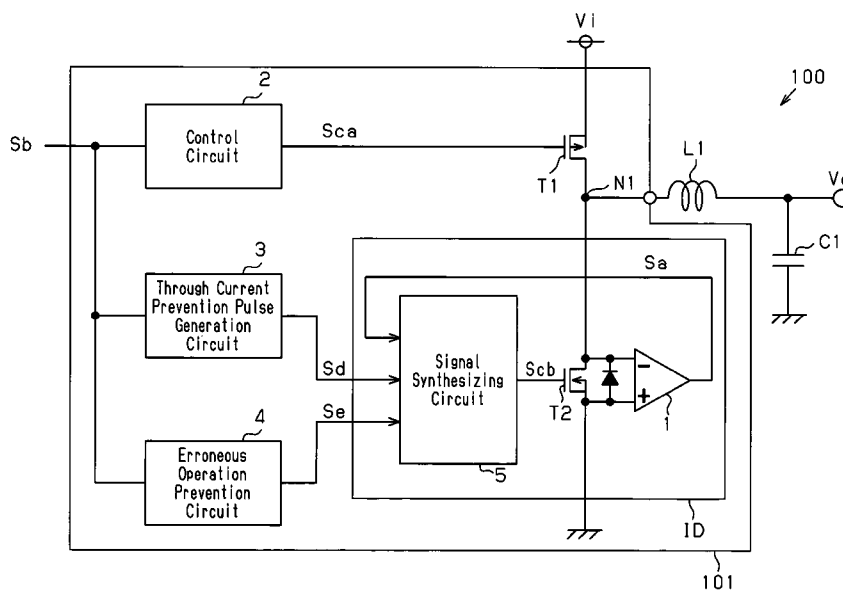 Vi
100
2
Sb
Control
Circuit
Sca
T1
N1
L1
C1
3
Through Current
Prevention Pulse
Generation
Circuit
Sd
Sa
Signal
Synthesizing
Circuit
Scb
T2
−
+
1
4
Erroneous
Operation
Prevention
Circuit
Se
5
ID
101